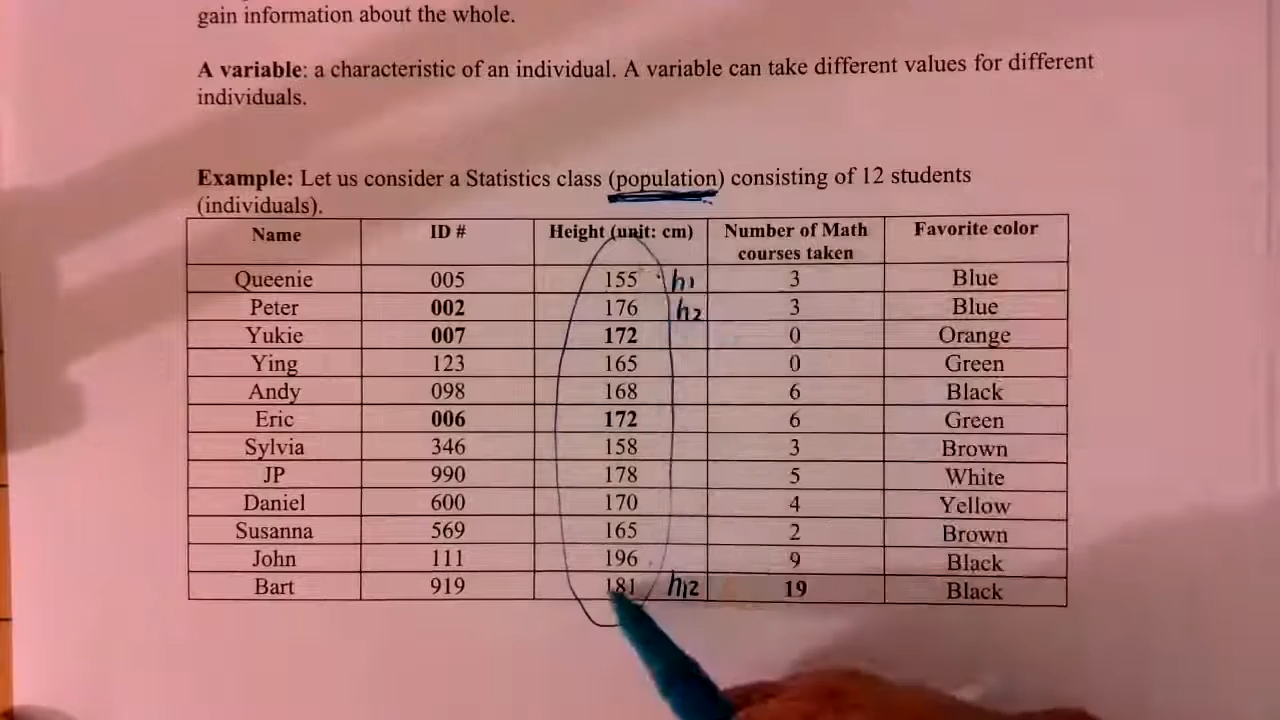 gain information about the whole.
A variable: a characteristic of an individual. A variable can take different values for different
individuals.
Example: Let us consider a Statistics class (population) consisting of 12 students
(individuals).
Name ID # Height (unit: cm) Number of Math courses taken Favorite color
Queenie 005 155 h1 3 Blue
Peter 002 176 h2 3 Blue
Yukie 007 172 0 Orange
Ying 123 165 0 Green
Andy 098 168 6 Black
Eric 006 172 6 Green
Sylvia 346 158 3 Brown
JP 990 178 5 White
Daniel 600 170 4 Yellow
Susanna 569 165 2 Brown
John 111 196 9 Black
Bart 919 181 h12 19 Black